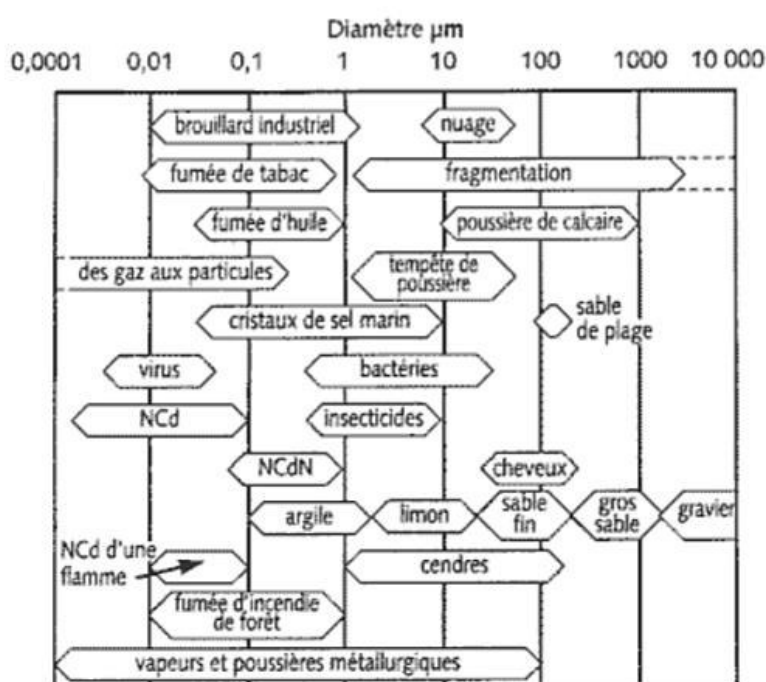 Diamètre µm
0,0001 0,01 0,1 1 10 100 1000 10 000
brouillard industriel nuage
fumée de tabac fragmentation
fumée d'huile poussière de calcaire
des gaz aux particules tempête de
poussière
cristaux de sel marin sable
de plage
virus bactéries
NCd insecticides
NCdN cheveux
argile limon sable
fin gros
sable gravier
NCd d'une
flamme
cendres
fumée d'incendie
de forêt
vapeurs et poussières métallurgiques